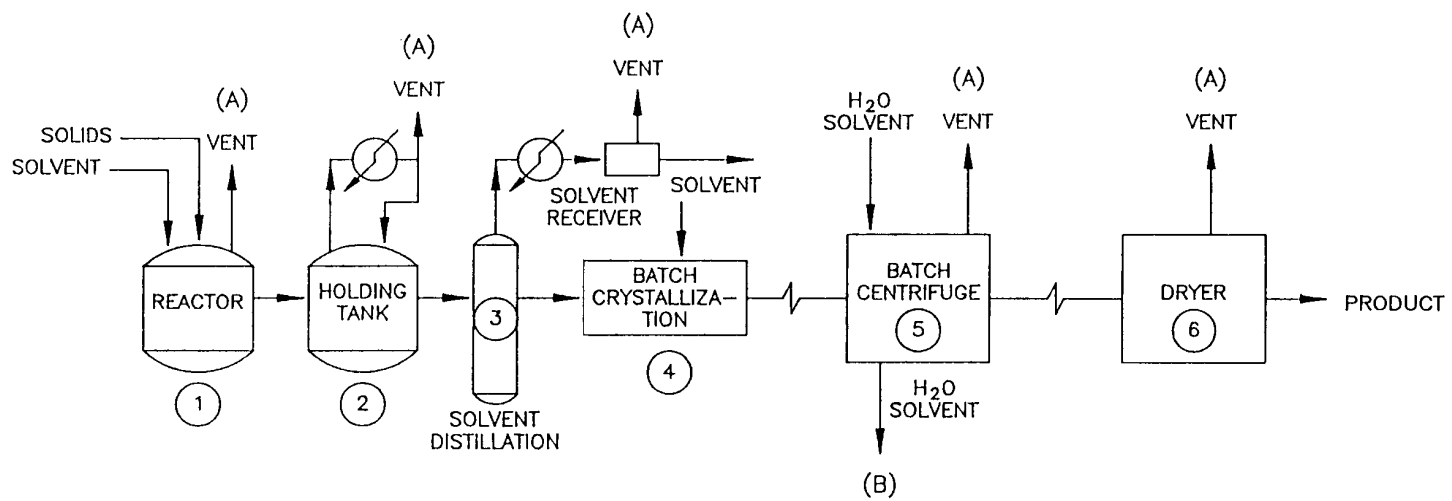 (A)
VENT
(A)
VENT
(A)
VENT
SOLIDS
SOLVENT
H2O
SOLVENT
(A)
VENT
(A)
VENT
SOLVENT
RECEIVER
SOLVENT
REACTOR
1
HOLDING
TANK
2
3
SOLVENT
DISTILLATION
BATCH
CRYSTALLIZA-
TION
4
BATCH
CENTRIFUGE
5
H2O
SOLVENT
(B)
DRYER
6
PRODUCT